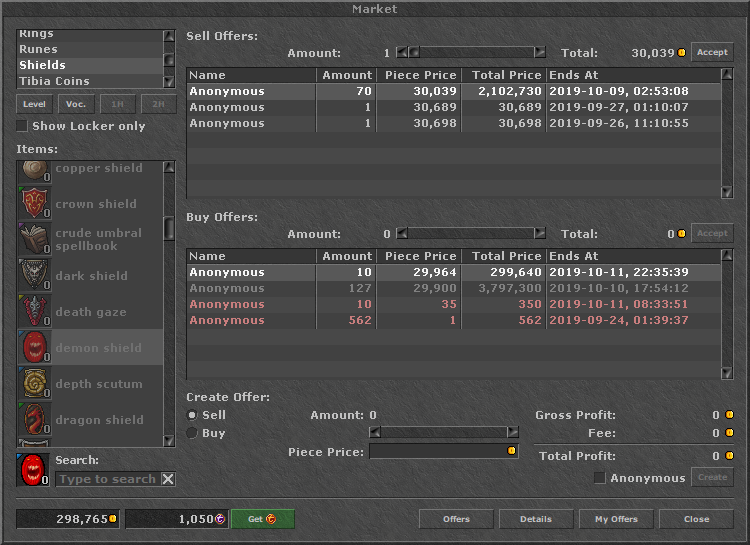 Market
Rings
Runes
Shields
Tibia Coins
Level Voc. 1H 2H
Show Locker only
Items:
0 copper shield
0 crown shield
0 crude umbral spellbook
0 dark shield
0 death gaze
0 demon shield
0 depth scutum
0 dragon shield
0 Search:
Type to search
Sell Offers:
Amount: 1 Total: 30,039 Accept
Name Amount Piece Price Total Price Ends At
Anonymous 70 30,039 2,102,730 2019-10-09, 02:53:08
Anonymous 1 30,689 30,689 2019-09-27, 01:10:07
Anonymous 1 30,698 30,698 2019-09-26, 11:10:55
Buy Offers:
Amount: 0 Total: 0 Accept
Name Amount Piece Price Total Price Ends At
Anonymous 10 29,964 299,640 2019-10-11, 22:35:39
Anonymous 127 29,900 3,797,300 2019-10-10, 17:54:12
Anonymous 10 35 350 2019-10-11, 08:33:51
Anonymous 562 1 562 2019-09-24, 01:39:37
Create Offer:
Sell Amount: 0 Gross Profit: 0
Buy Fee: 0
Piece Price: Total Profit: 0
Anonymous Create
298,765 1,050 Get Offers Details My Offers Close